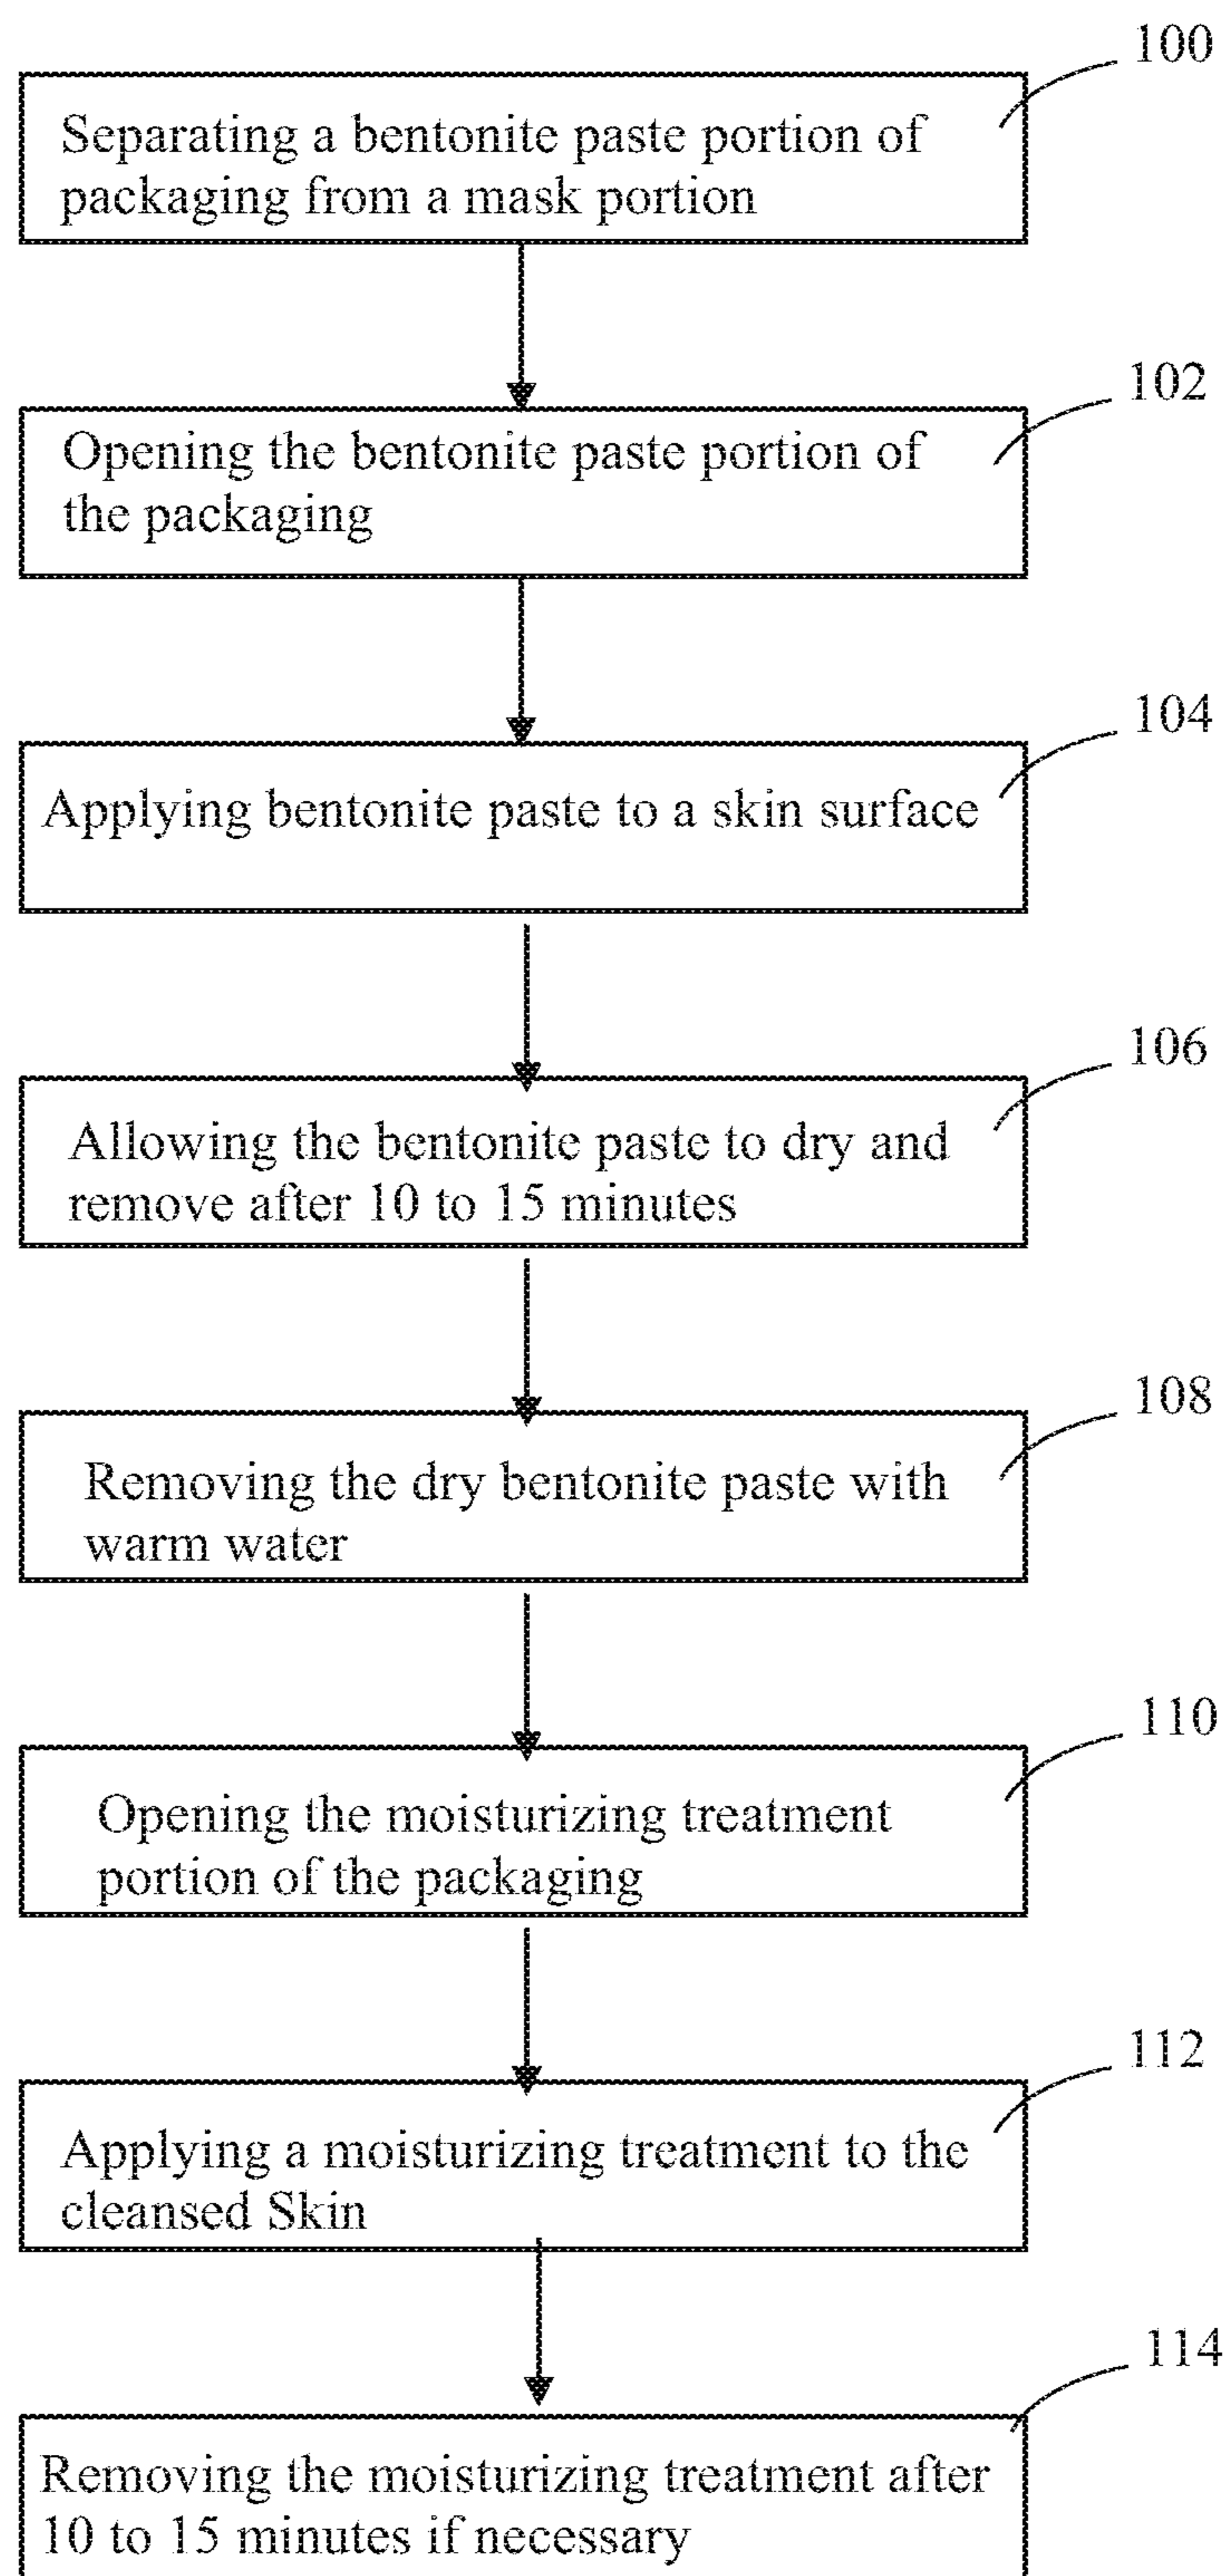 100
Separating a bentonite paste portion of
packaging from a mask portion
102
Opening the bentonite paste portion of
the packaging
104
Applying bentonite paste to a skin surface
106
Allowing the bentonite paste to dry and
remove after 10 to 15 minutes
108
Removing the dry bentonite paste with
warm water
110
Opening the moisturizing treatment
portion of the packaging
112
Applying a moisturizing treatment to the
cleansed Skin
114
Removing the moisturizing treatment after
10 to 15 minutes if necessary